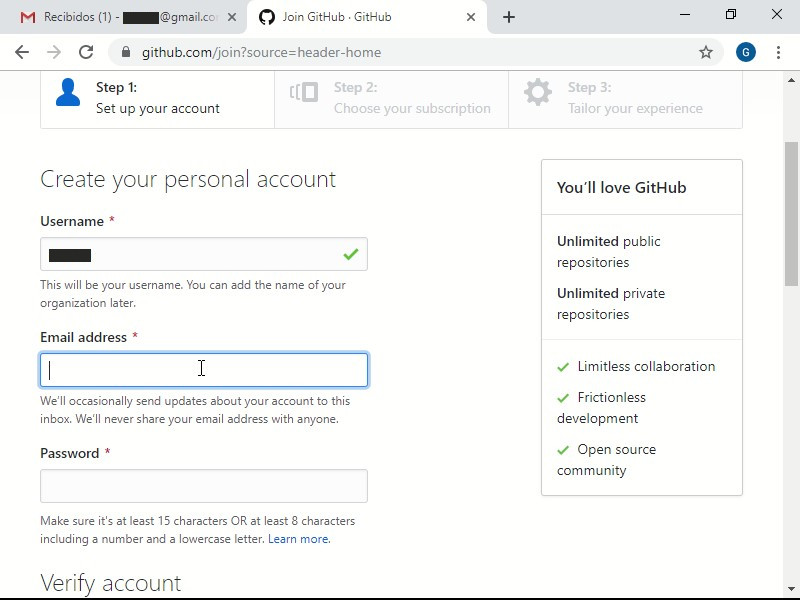 Recibidos (1) - @gmail.co
Join GitHub · GitHub
github.com/join?source=header-home
G
Step 1:
Set up your account
Step 2:
Choose your subscription
Step 3:
Tailor your experience
Create your personal account
Username *
This will be your username. You can add the name of your
organization later.
Email address *
We'll occasionally send updates about your account to this
inbox. We'll never share your email address with anyone.
Password *
Make sure it's at least 15 characters OR at least 8 characters
including a number and a lowercase letter. Learn more.
Verify account
You'll love GitHub
Unlimited public
repositories
Unlimited private
repositories
Limitless collaboration
Frictionless
development
Open source
community